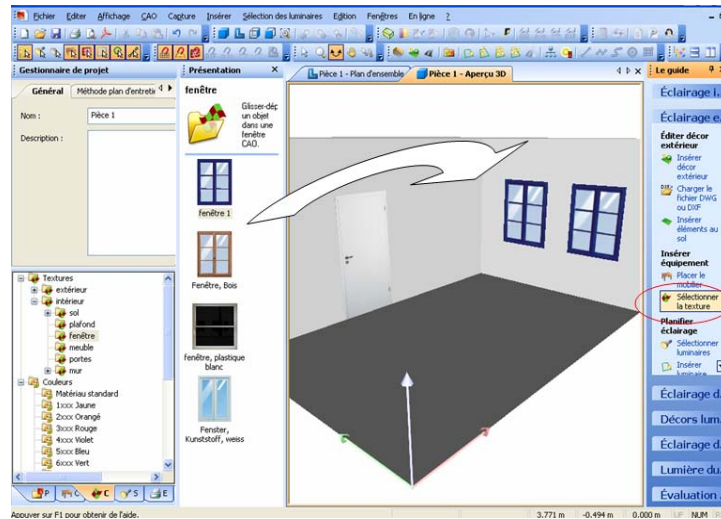 Fichier Editer Affichage CAO Capture Insérer Sélection des luminaires Edition Fenêtres En ligne ?
Gestionnaire de projet
Général Méthode plan d'entretie
Nom : Pièce 1
Description :
Textures
extérieur
intérieur
sol
plafond
fenêtre
meuble
portes
mur
Couleurs
Matériau standard
1xxx Jaune
2xxx Orangé
3xxx Rouge
4xxx Violet
5xxx Bleu
6xxx Vert
P C C S E
Présentation
fenêtre
Glisser-dép
un objet
dans une
fenêtre
CAO.
fenêtre 1
Fenêtre, Bois
fenêtre, plastique
blanc
Fenster,
Kunststoff, weiss
Pièce 1 - Plan d'ensemble Pièce 1 - Aperçu 3D
Le guide
Éclairage i...
Éclairage e...
Éditer décor
extérieur
Insérer
décor
extérieur
Charger le
fichier DWG
ou DXF
Insérer
éléments au
sol
Insérer
équipement
Placer le
mobilier
Sélectionner
la texture
Planifier
éclairage
Sélectionner
luminaires
Insérer
luminaire
Éclairage d...
Décors lum...
Éclairage d...
Lumière du...
Évaluation
Appuyer sur F1 pour obtenir de l'aide. 3.771 m -0.494 m 0.000 m UF NUM